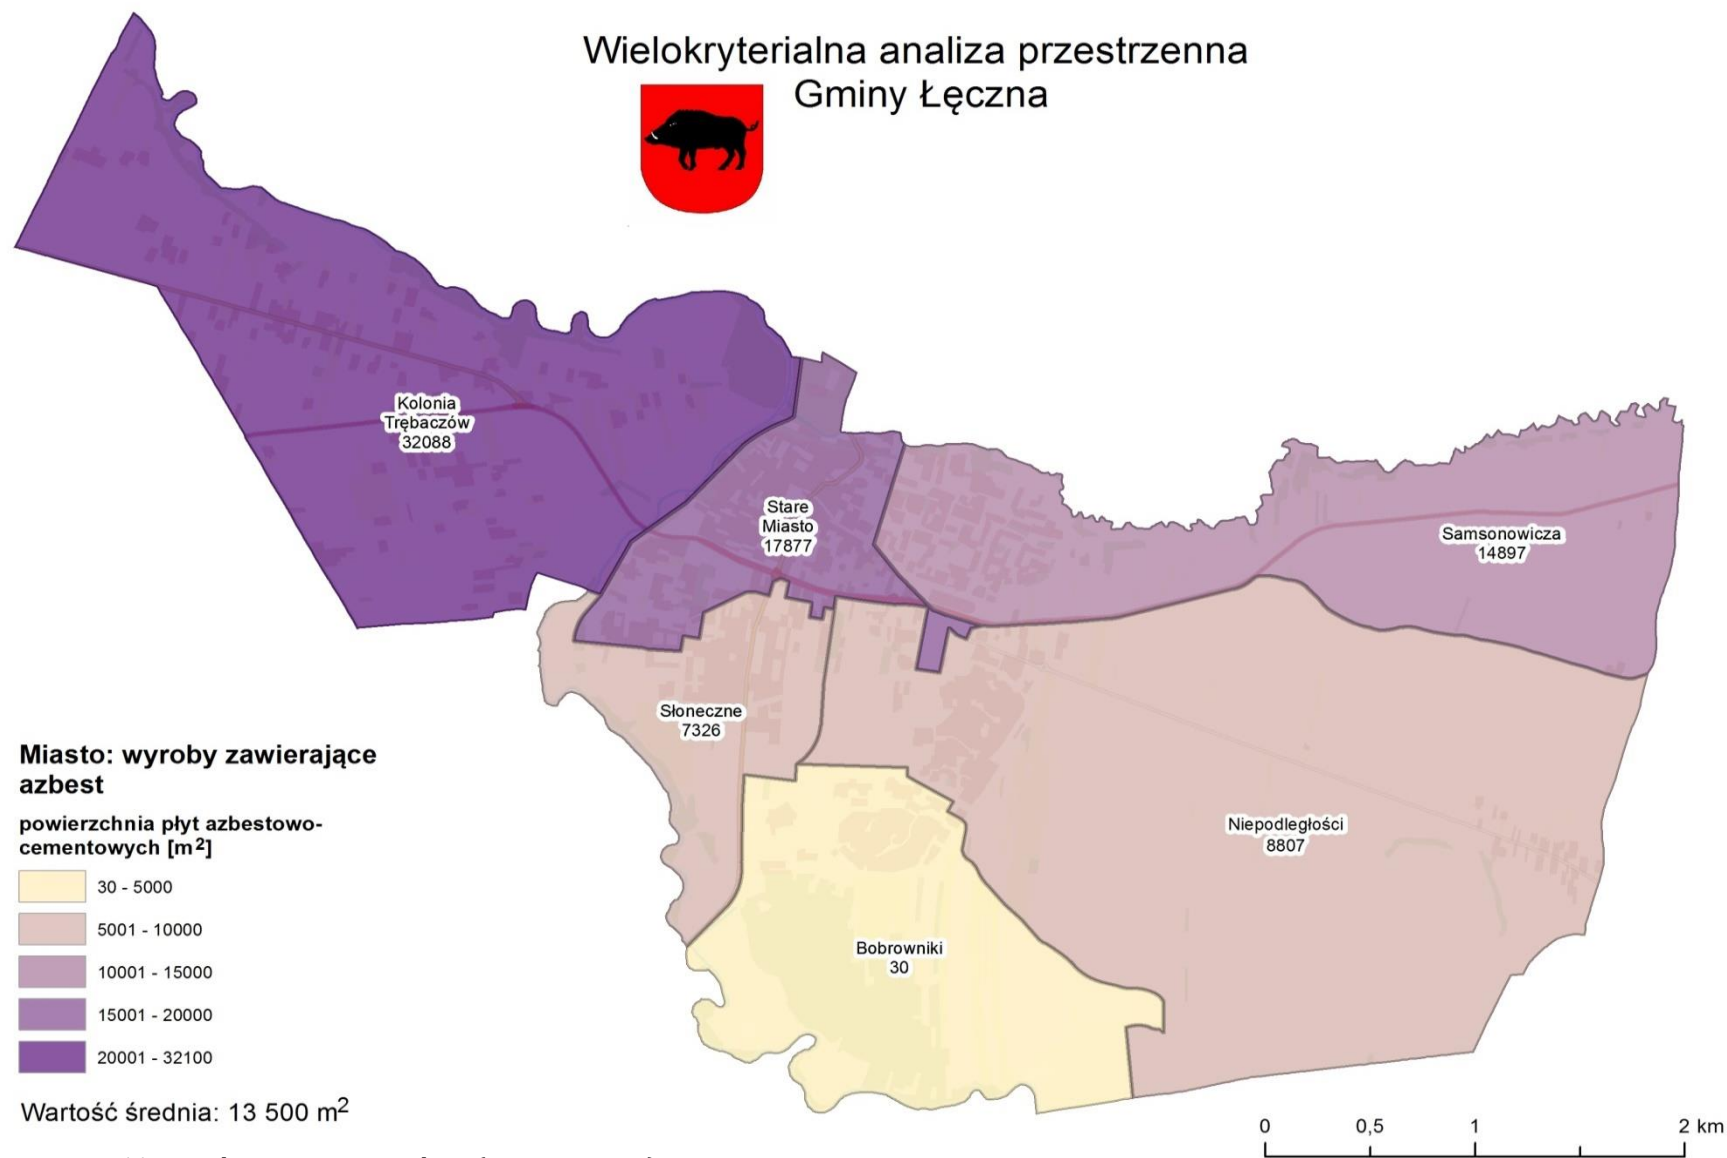 Wielokryterialna analiza przestrzenna
Gminy Łęczna
Kolonia
Trębaczów
32088
Stare
Miasto
17877
Samsonowicza
14897
Słoneczne
7326
Niepodległości
8807
Bobrowniki
30
Miasto: wyroby zawierające
azbest
powierzchnia płyt azbestowo-
cementowych [m²]
30 - 5000
5001 - 10000
10001 - 15000
15001 - 20000
20001 - 32100
Wartość średnia: 13 500 m²
0 0,5 1 2 km